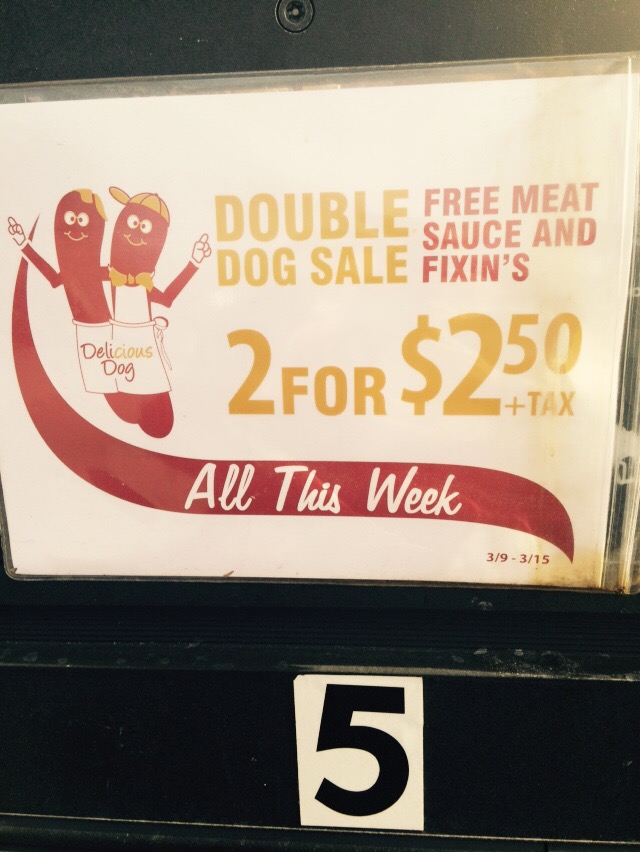 DOUBLE
DOG SALE
FREE MEAT
SAUCE AND
FIXIN'S
Delicious
Dog
2 FOR $2 50
+TAX
All This Week
3/9 - 3/15
5